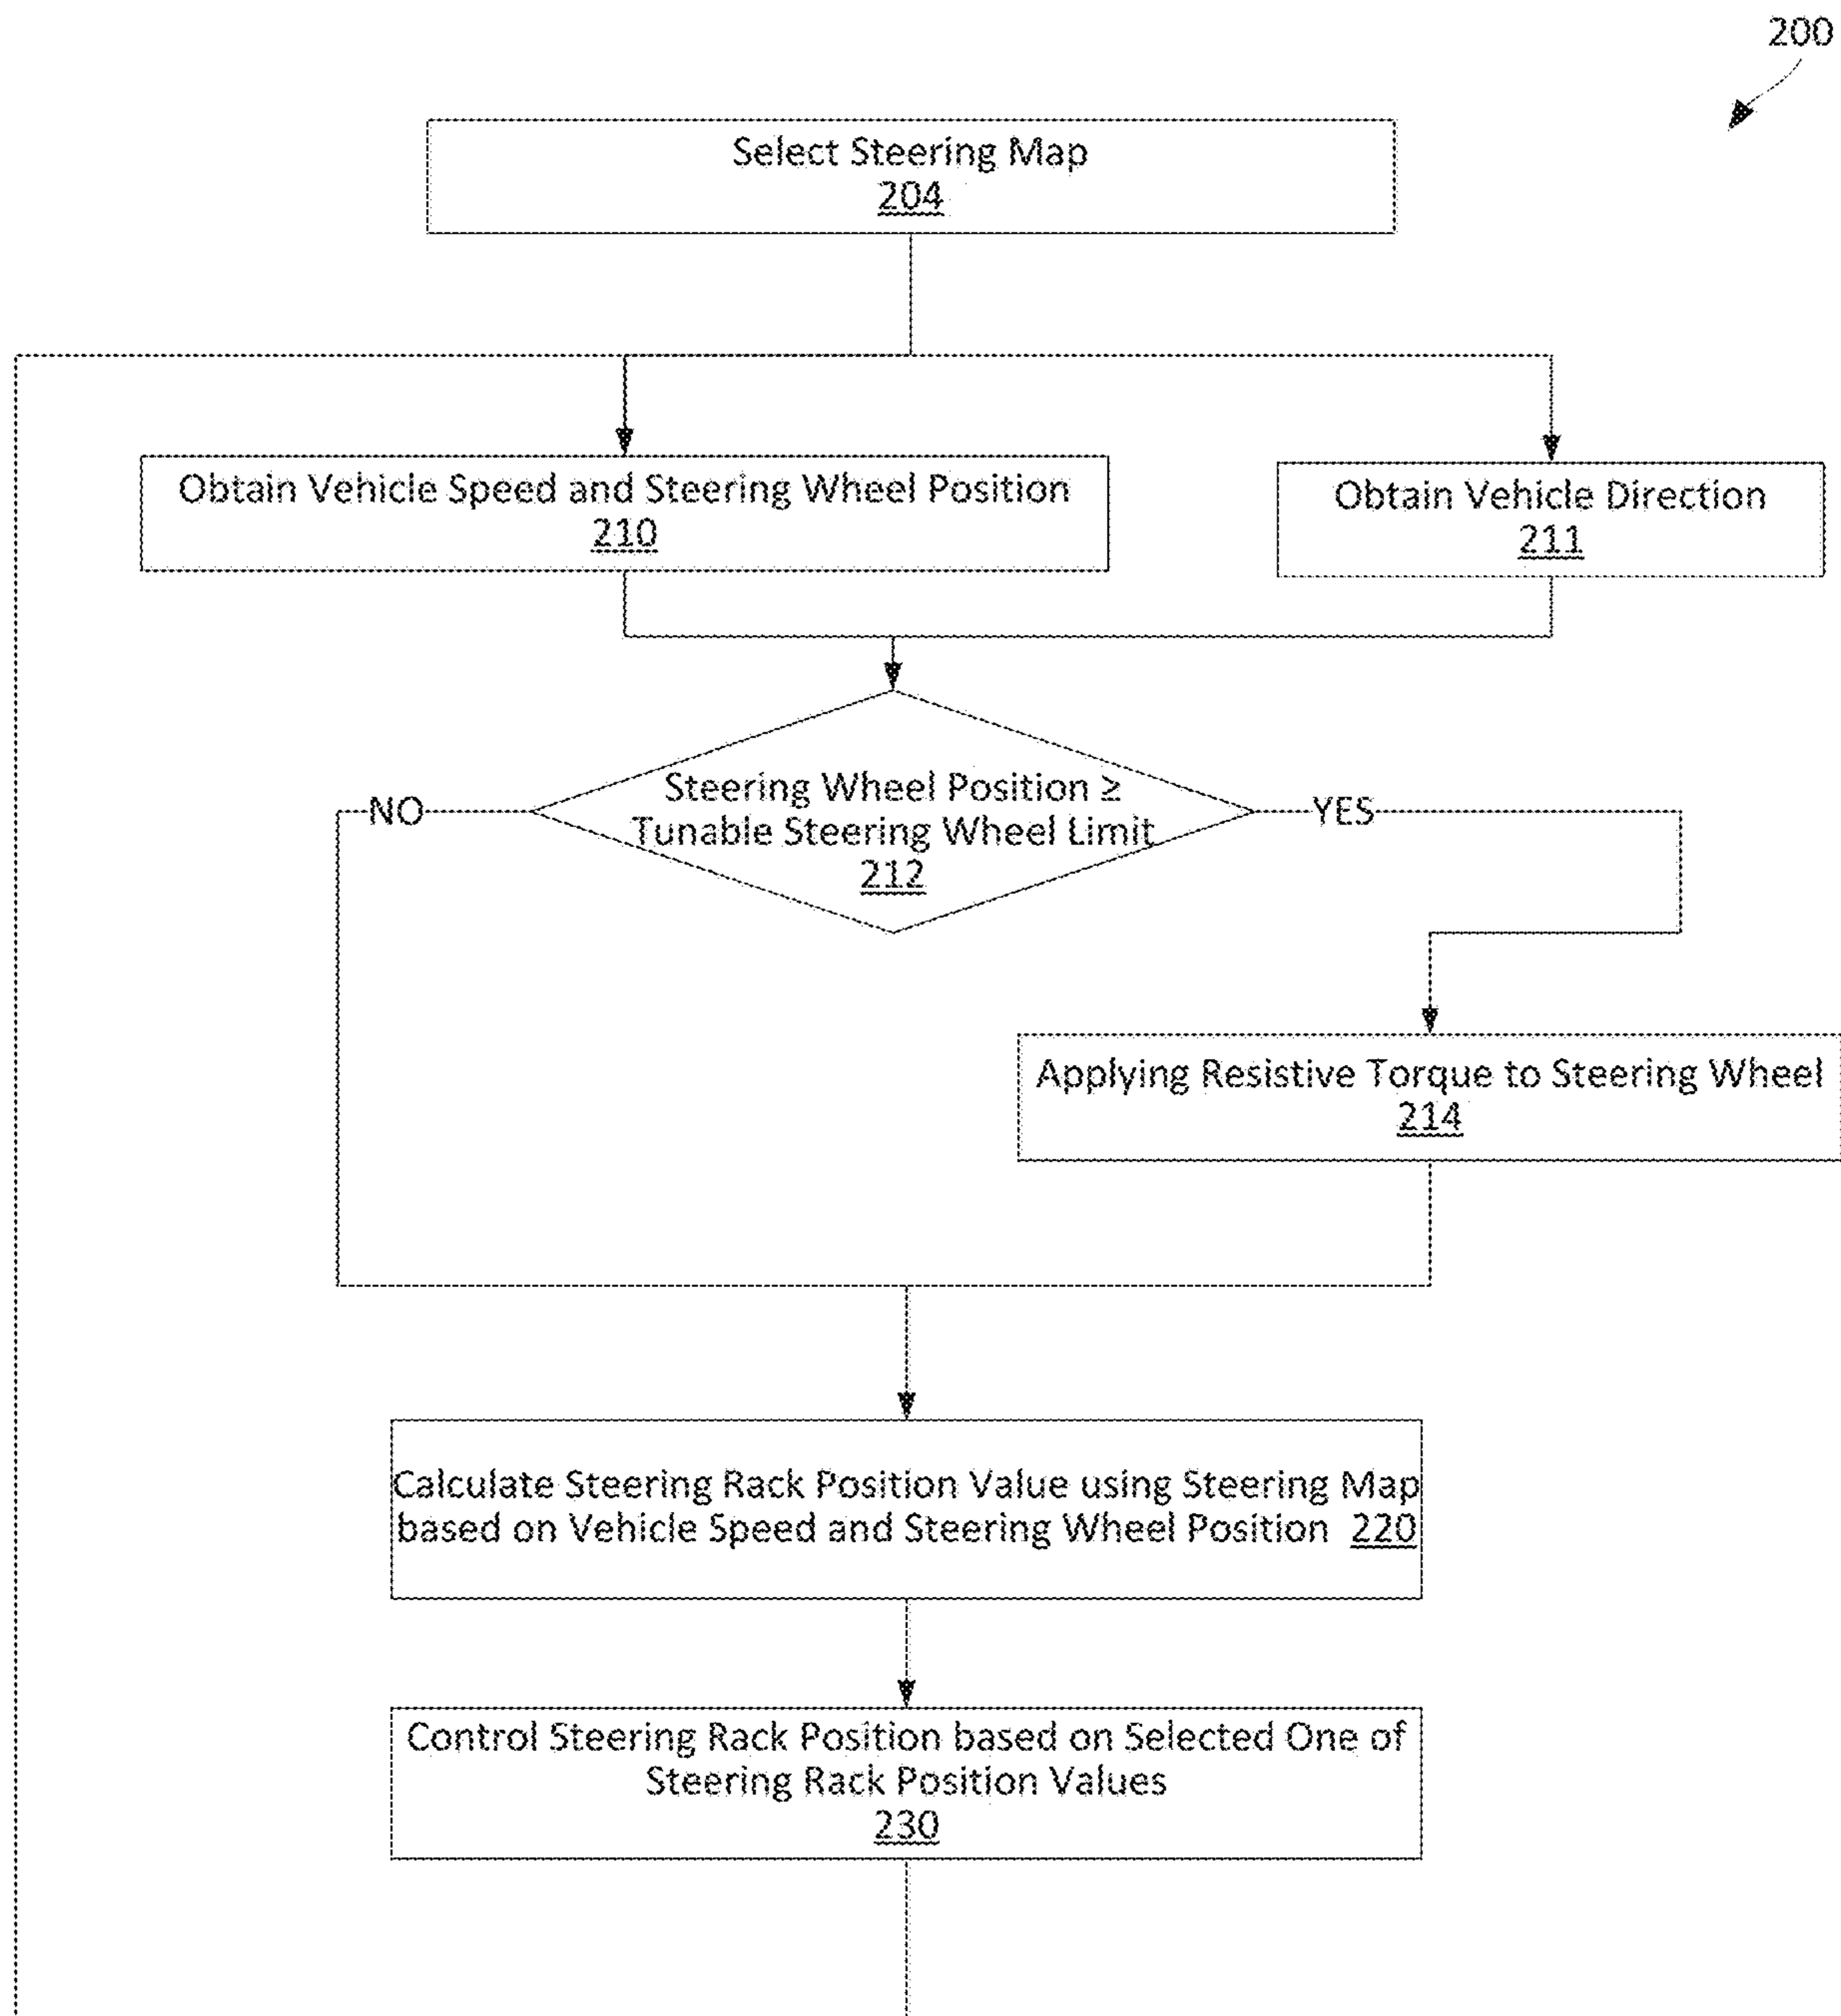 200
Select Steering Map
204
Obtain Vehicle Speed and Steering Wheel Position
210
Obtain Vehicle Direction
211
Steering Wheel Position ≥
Tunable Steering Wheel Limit
212
NO
YES
Applying Resistive Torque to Steering Wheel
214
Calculate Steering Rack Position Value using Steering Map
based on Vehicle Speed and Steering Wheel Position 220
Control Steering Rack Position based on Selected One of
Steering Rack Position Values
230